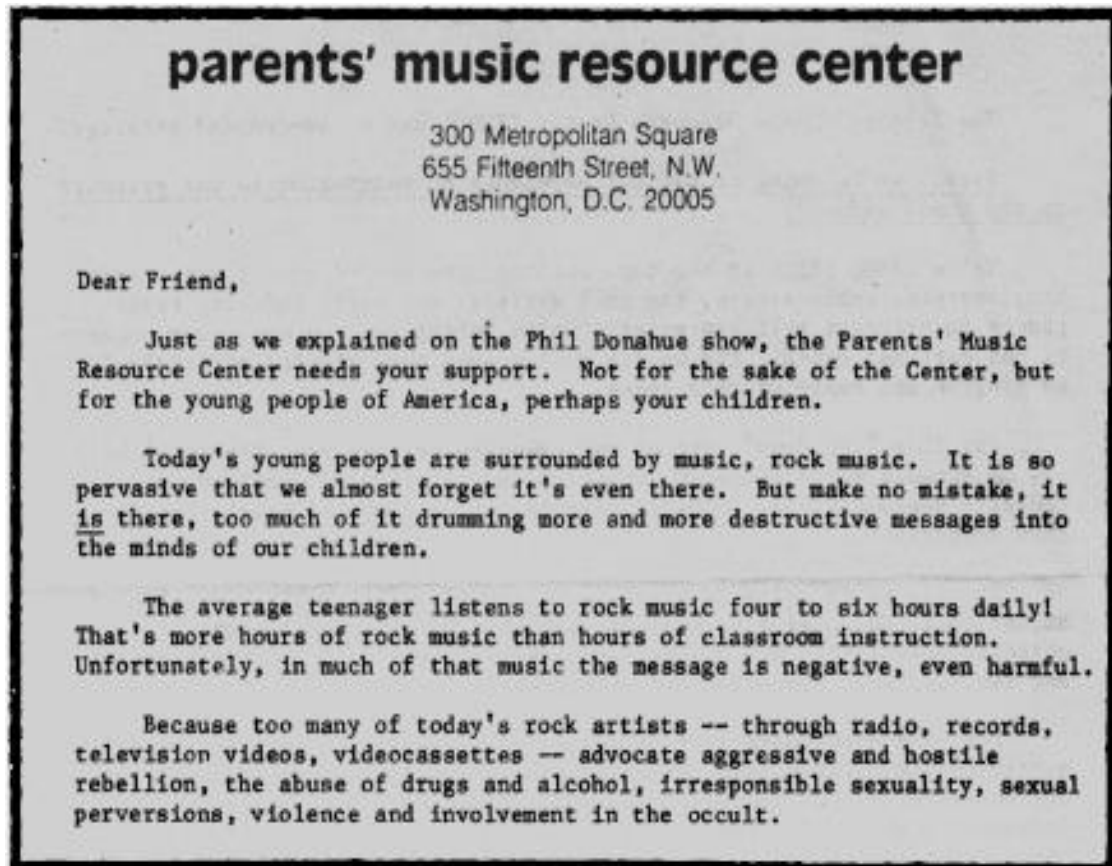 parents' music resource center
300 Metropolitan Square
655 Fifteenth Street, N.W.
Washington, D.C. 20005
Dear Friend,
Just as we explained on the Phil Donahue show, the Parents' Music
Resource Center needs your support. Not for the sake of the Center, but
for the young people of America, perhaps your children.
Today's young people are surrounded by music, rock music. It is so
pervasive that we almost forget it's even there. But make no mistake, it
is there, too much of it drumming more and more destructive messages into
the minds of our children.
The average teenager listens to rock music four to six hours daily!
That's more hours of rock music than hours of classroom instruction.
Unfortunately, in much of that music the message is negative, even harmful.
Because too many of today's rock artists -- through radio, records,
television videos, videocassettes -- advocate aggressive and hostile
rebellion, the abuse of drugs and alcohol, irresponsible sexuality, sexual
perversions, violence and involvement in the occult.